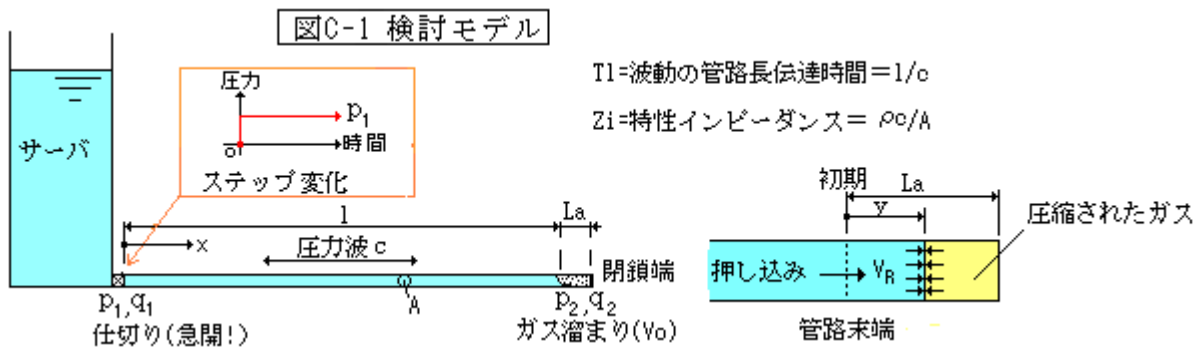 図C-1 検討モデル
Tl=波動の管路長伝達時間=l/c
Zi=特性インピーダンス= ρc/A
圧力
P1
0
時間
ステップ変化
サーバ
初期
La
y
圧縮されたガス
l
La
x
圧力波 c
閉鎖端
押し込み
VR
A
p1,q1
p2,q2
仕切り(急開!)
ガス溜まり(Vo)
管路末端